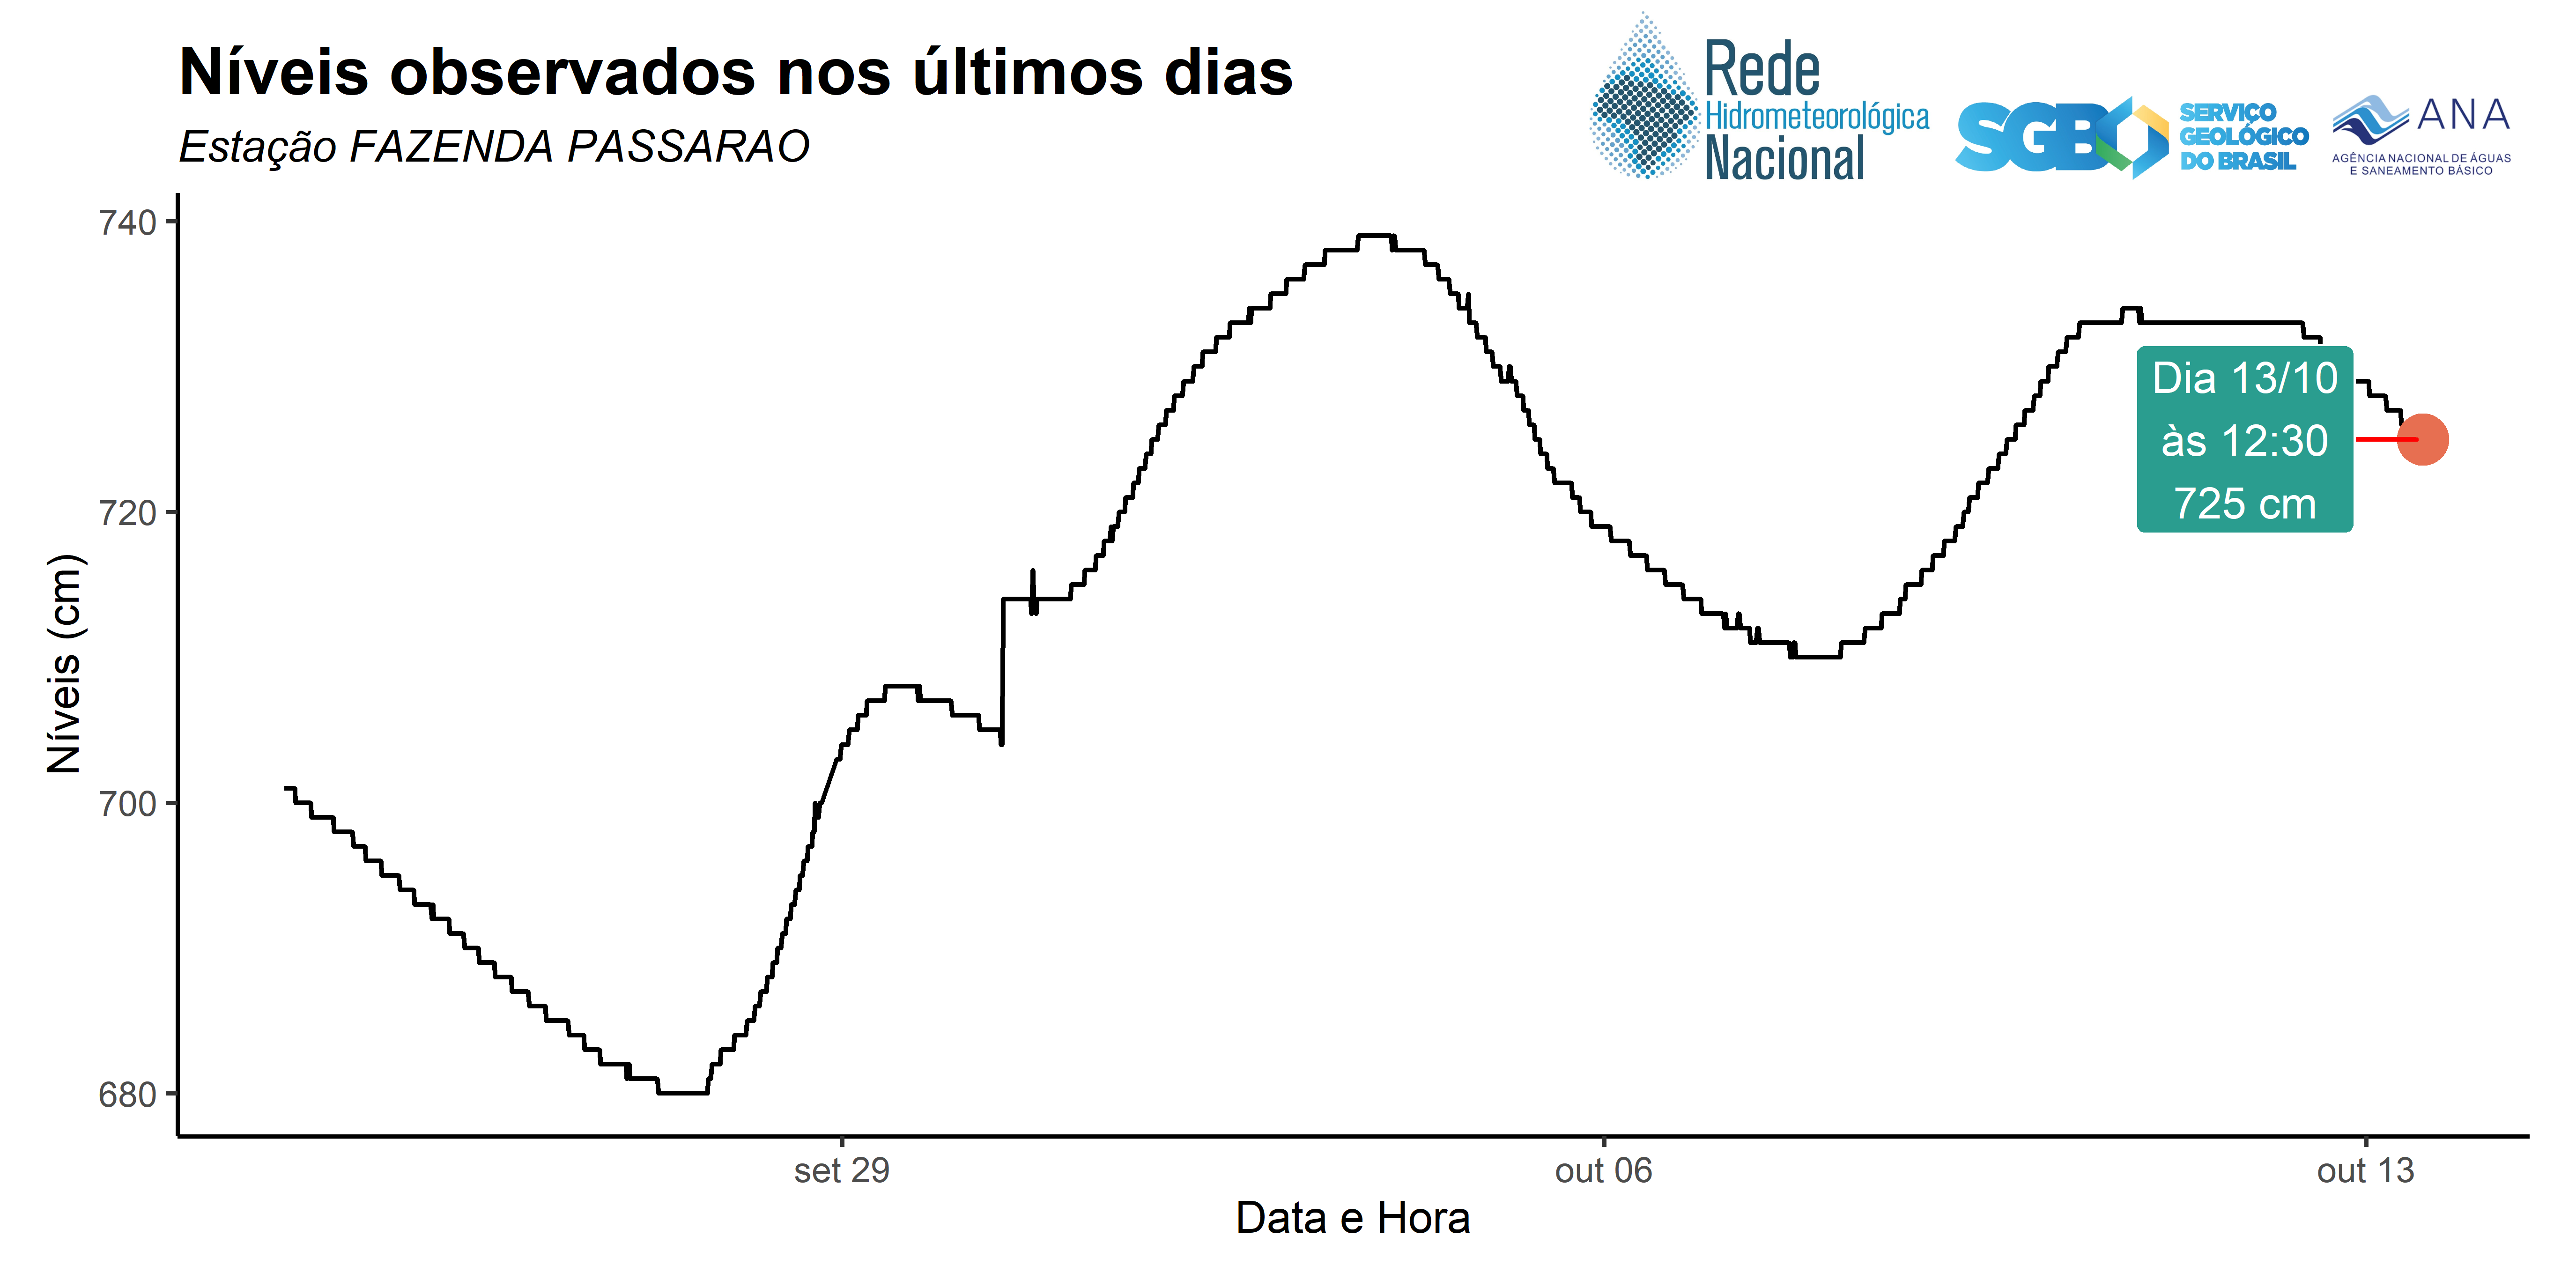 Níveis observados nos últimos dias
Estação FAZENDA PASSARAO
Rede
Hidrometeorológica
Nacional
SGB
SERVIÇO
GEOLÓGICO
DO BRASIL
ANA
AGÊNCIA NACIONAL DE ÁGUAS
E SANEAMENTO BÁSICO
740
720
700
680
Níveis (cm)
Dia 13/10
às 12:30
725 cm
set 29
out 06
out 13
Data e Hora